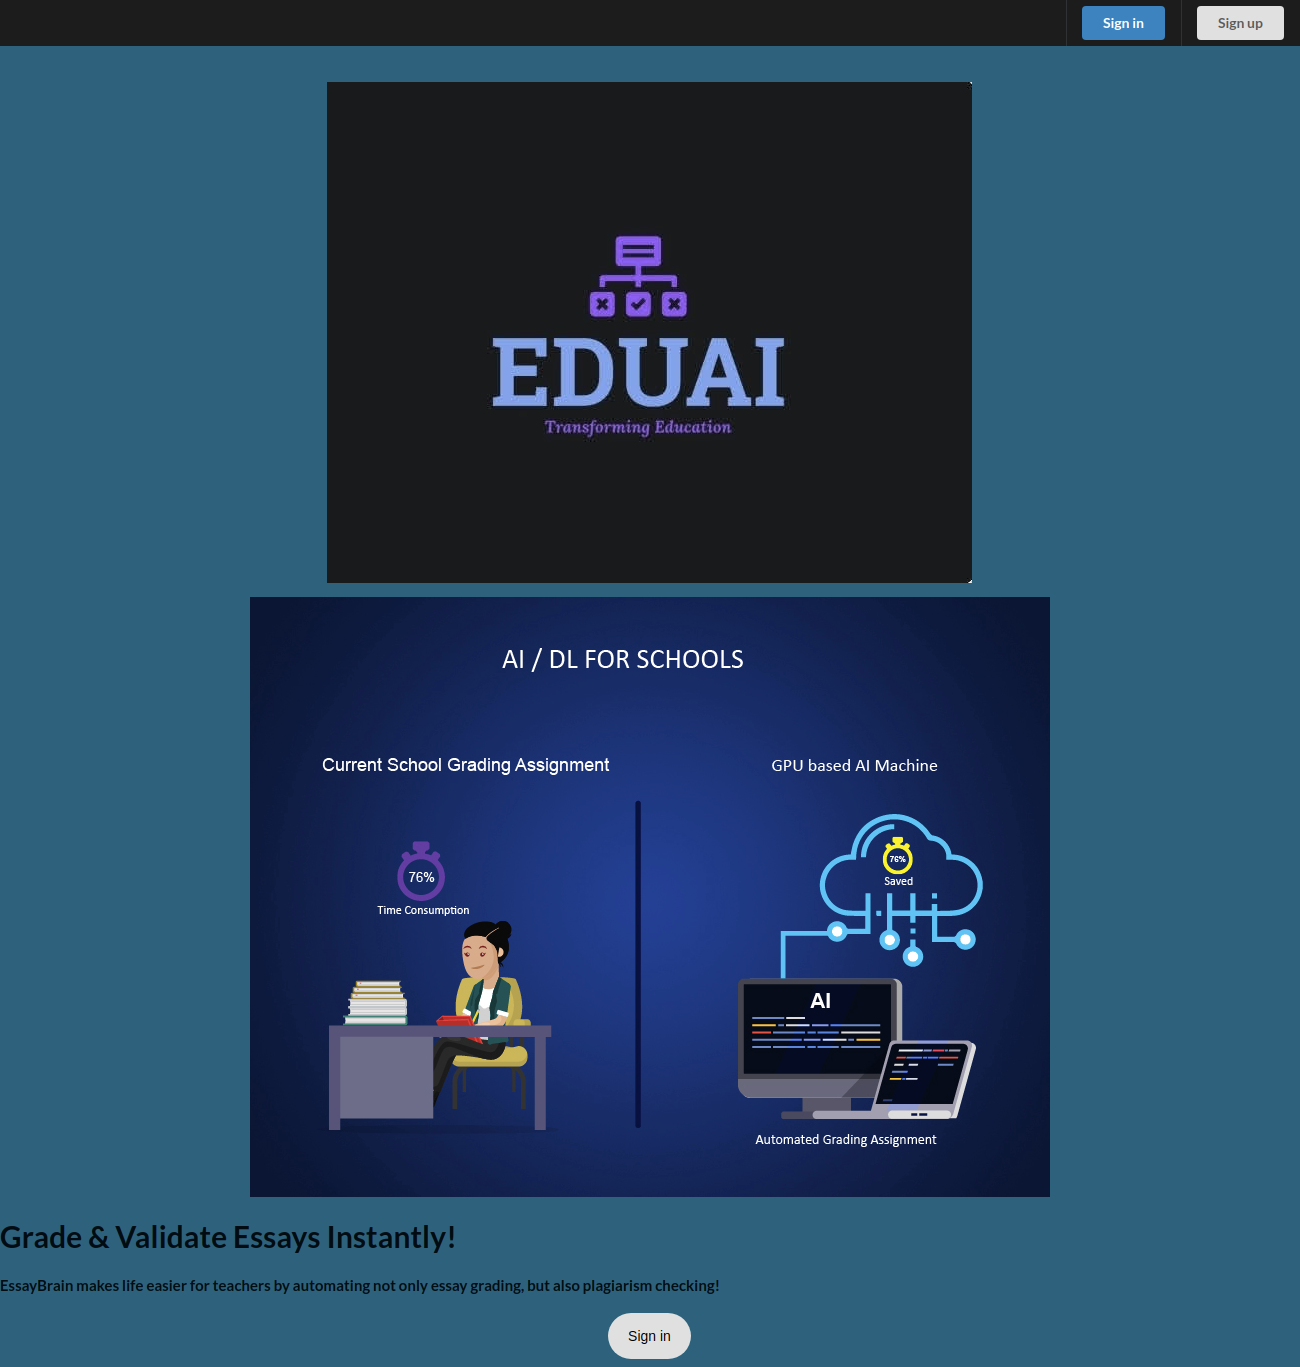 Sign in
Sign up
EDUAI
Transforming Education
AI / DL FOR SCHOOLS
Current School Grading Assignment
GPU based AI Machine
76%
Time Consumption
76%
Saved
AI
Automated Grading Assignment
Grade & Validate Essays Instantly!
EssayBrain makes life easier for teachers by automating not only essay grading, but also plagiarism checking!
Sign in